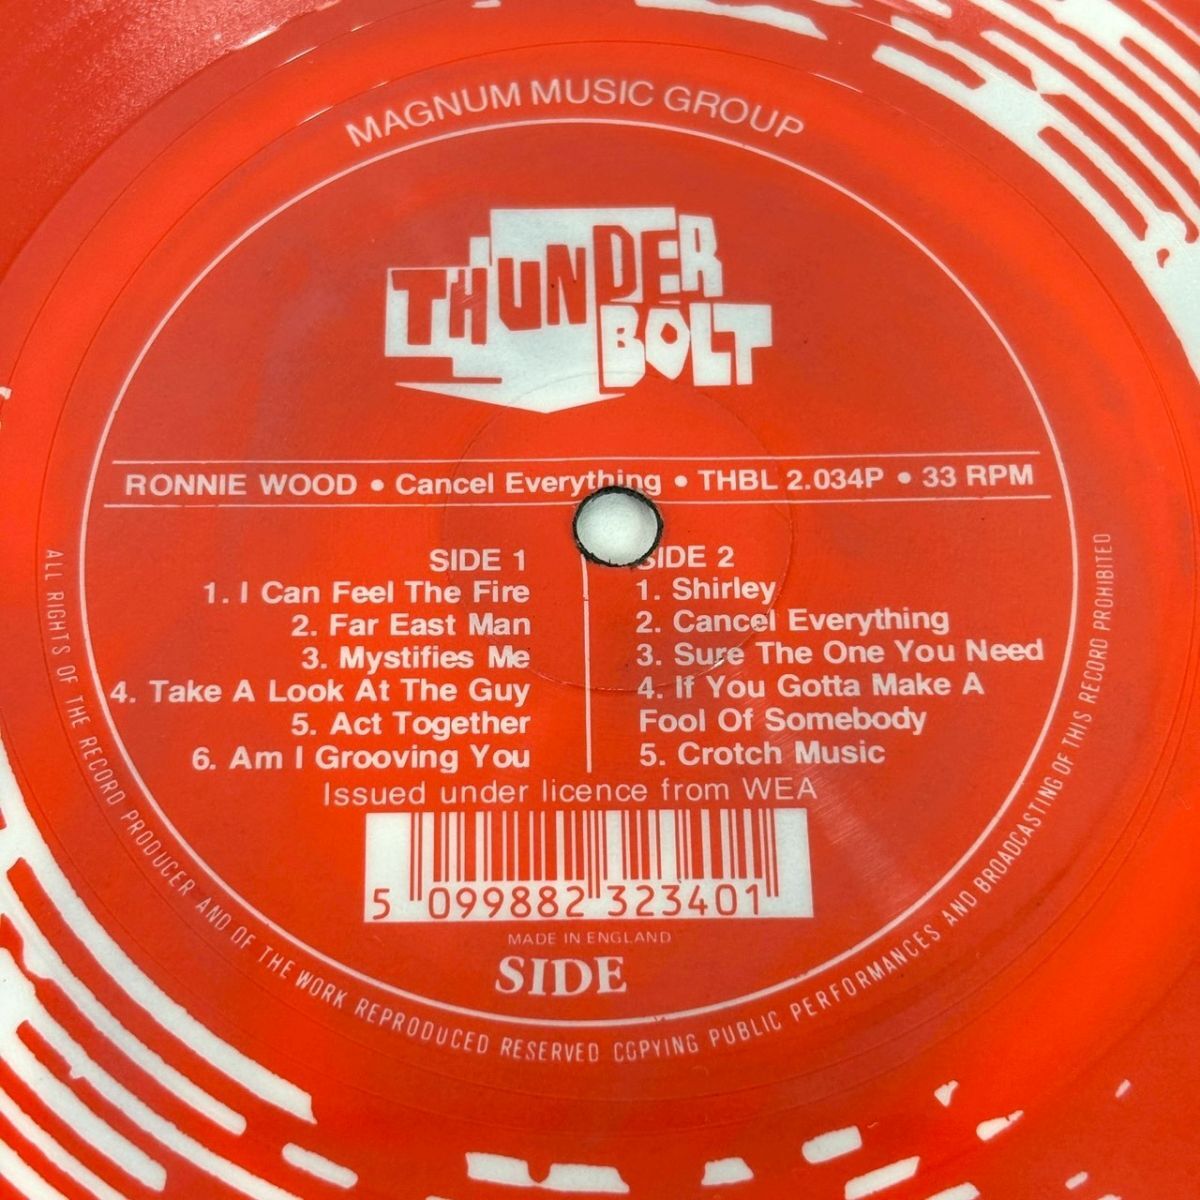 MAGNUM MUSIC GROUP
THUNDER
BOLT
RONNIE WOOD • Cancel Everything • THBL 2.034P • 33 RPM
SIDE 1
1. I Can Feel The Fire
2. Far East Man
3. Mystifies Me
4. Take A Look At The Guy
5. Act Together
6. Am I Grooving You
SIDE 2
1. Shirley
2. Cancel Everything
3. Sure The One You Need
4. If You Gotta Make A
Fool Of Somebody
5. Crotch Music
Issued under licence from WEA
5 099882 323401
MADE IN ENGLAND
SIDE
ALL RIGHTS OF THE RECORD PRODUCER AND OF THE WORK REPRODUCED RESERVED COPYING PUBLIC PERFORMANCES AND BROADCASTING OF THIS RECORD PROHIBITED